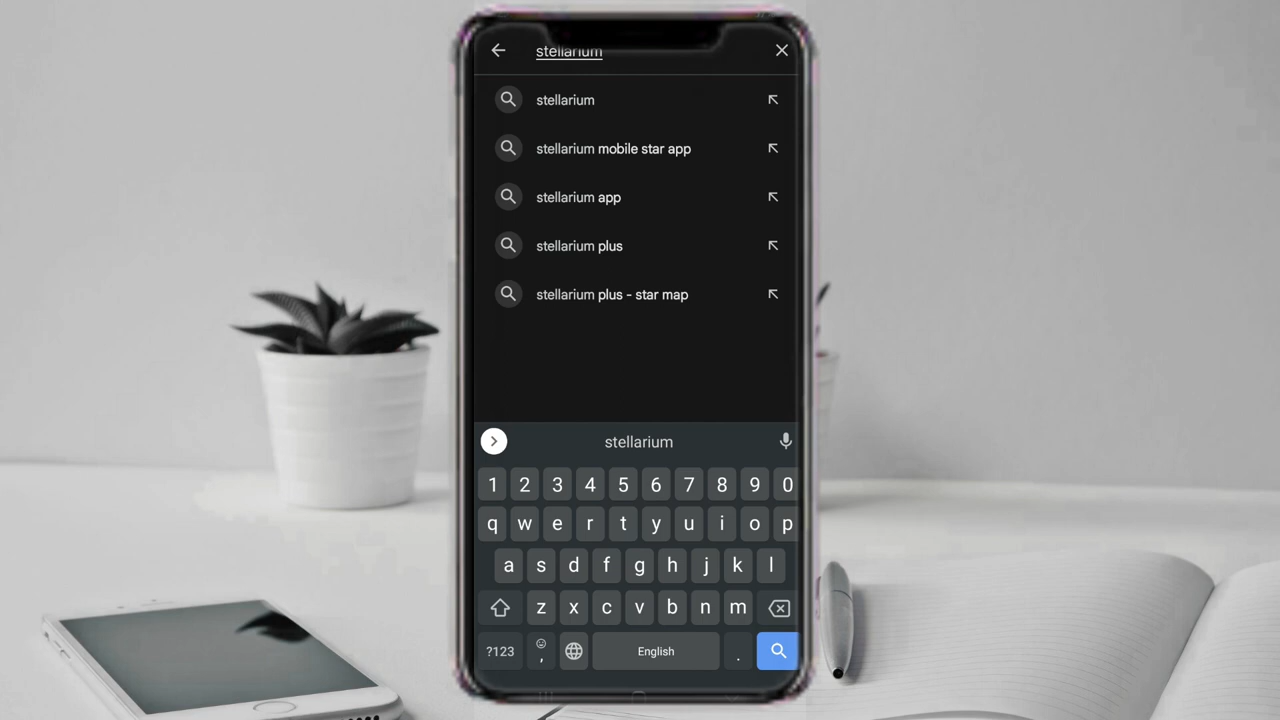 stellarium
stellarium
stellarium mobile star app
stellarium app
stellarium plus
stellarium plus - star map
stellarium
1 2 3 4 5 6 7 8 9 0
q w e r t y u i o p
a s d f g h j k l
z x c v b n m
?123 , English .